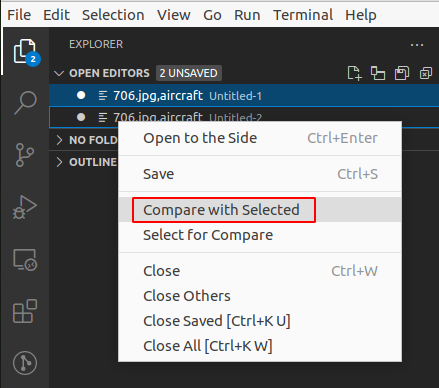 File Edit Selection View Go Run Terminal Help
EXPLORER
OPEN EDITORS 2 UNSAVED
2
706.jpg,aircraft Untitled-1
706.jpg,aircraft Untitled-2
NO FOLD
Open to the Side Ctrl+Enter
OUTLINE
Save Ctrl+S
Compare with Selected
Select for Compare
Close Ctrl+W
Close Others
Close Saved [Ctrl+K U]
Close All [Ctrl+K W]